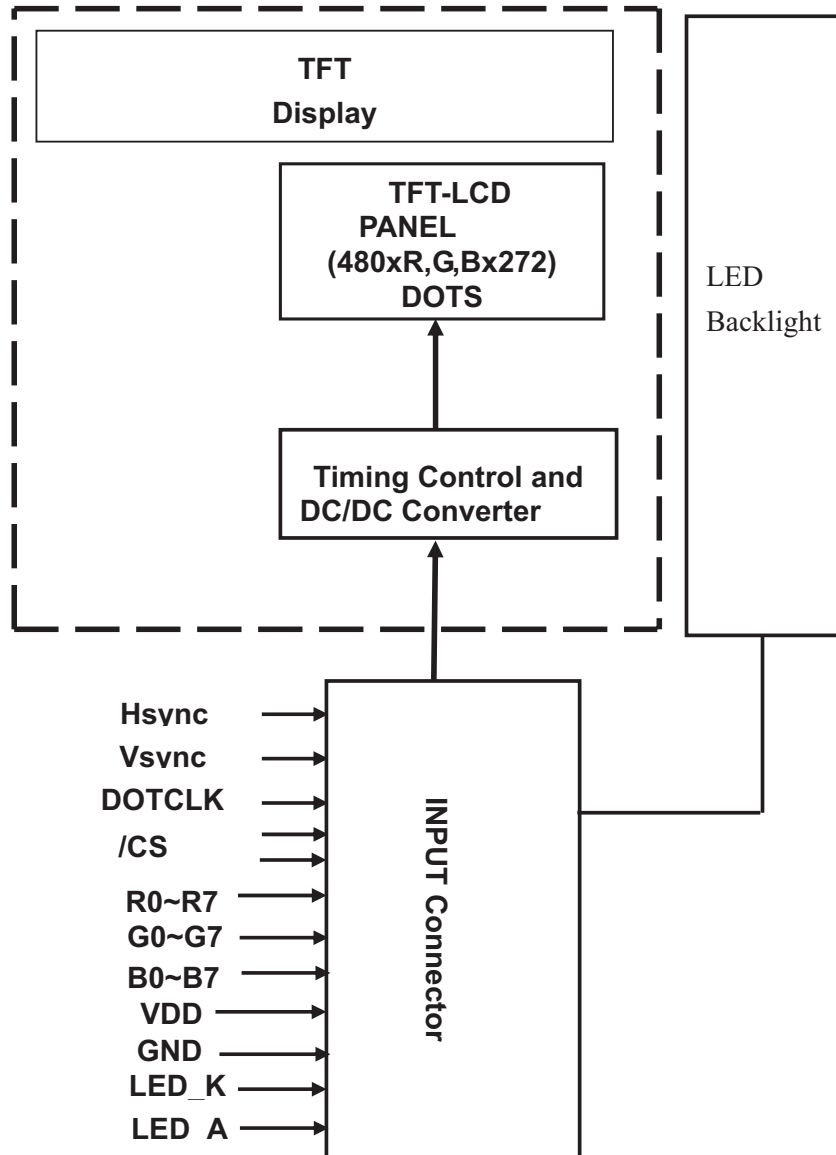 TFT
Display
TFT-LCD
PANEL
(480xR,G,Bx272)
DOTS
LED
Backlight
Timing Control and
DC/DC Converter
Hsync
Vsync
DOTCLK
/CS
R0~R7
G0~G7
B0~B7
VDD
GND
LED_K
LED A
INPUT Connector